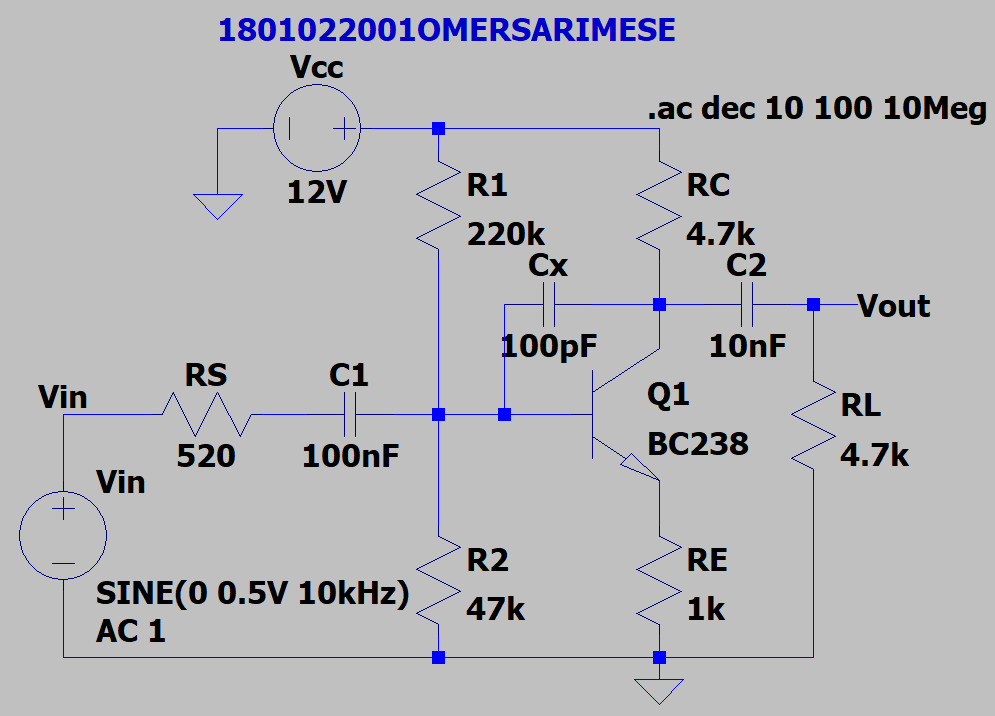 1801022001OMERSARIMESE
Vcc
12V
.ac dec 10 100 10Meg
R1
220k
RC
4.7k
Cx
100pF
C2
10nF
Vout
Vin
RS
520
C1
100nF
Q1
BC238
RL
4.7k
Vin
SINE(0 0.5V 10kHz)
AC 1
R2
47k
RE
1k